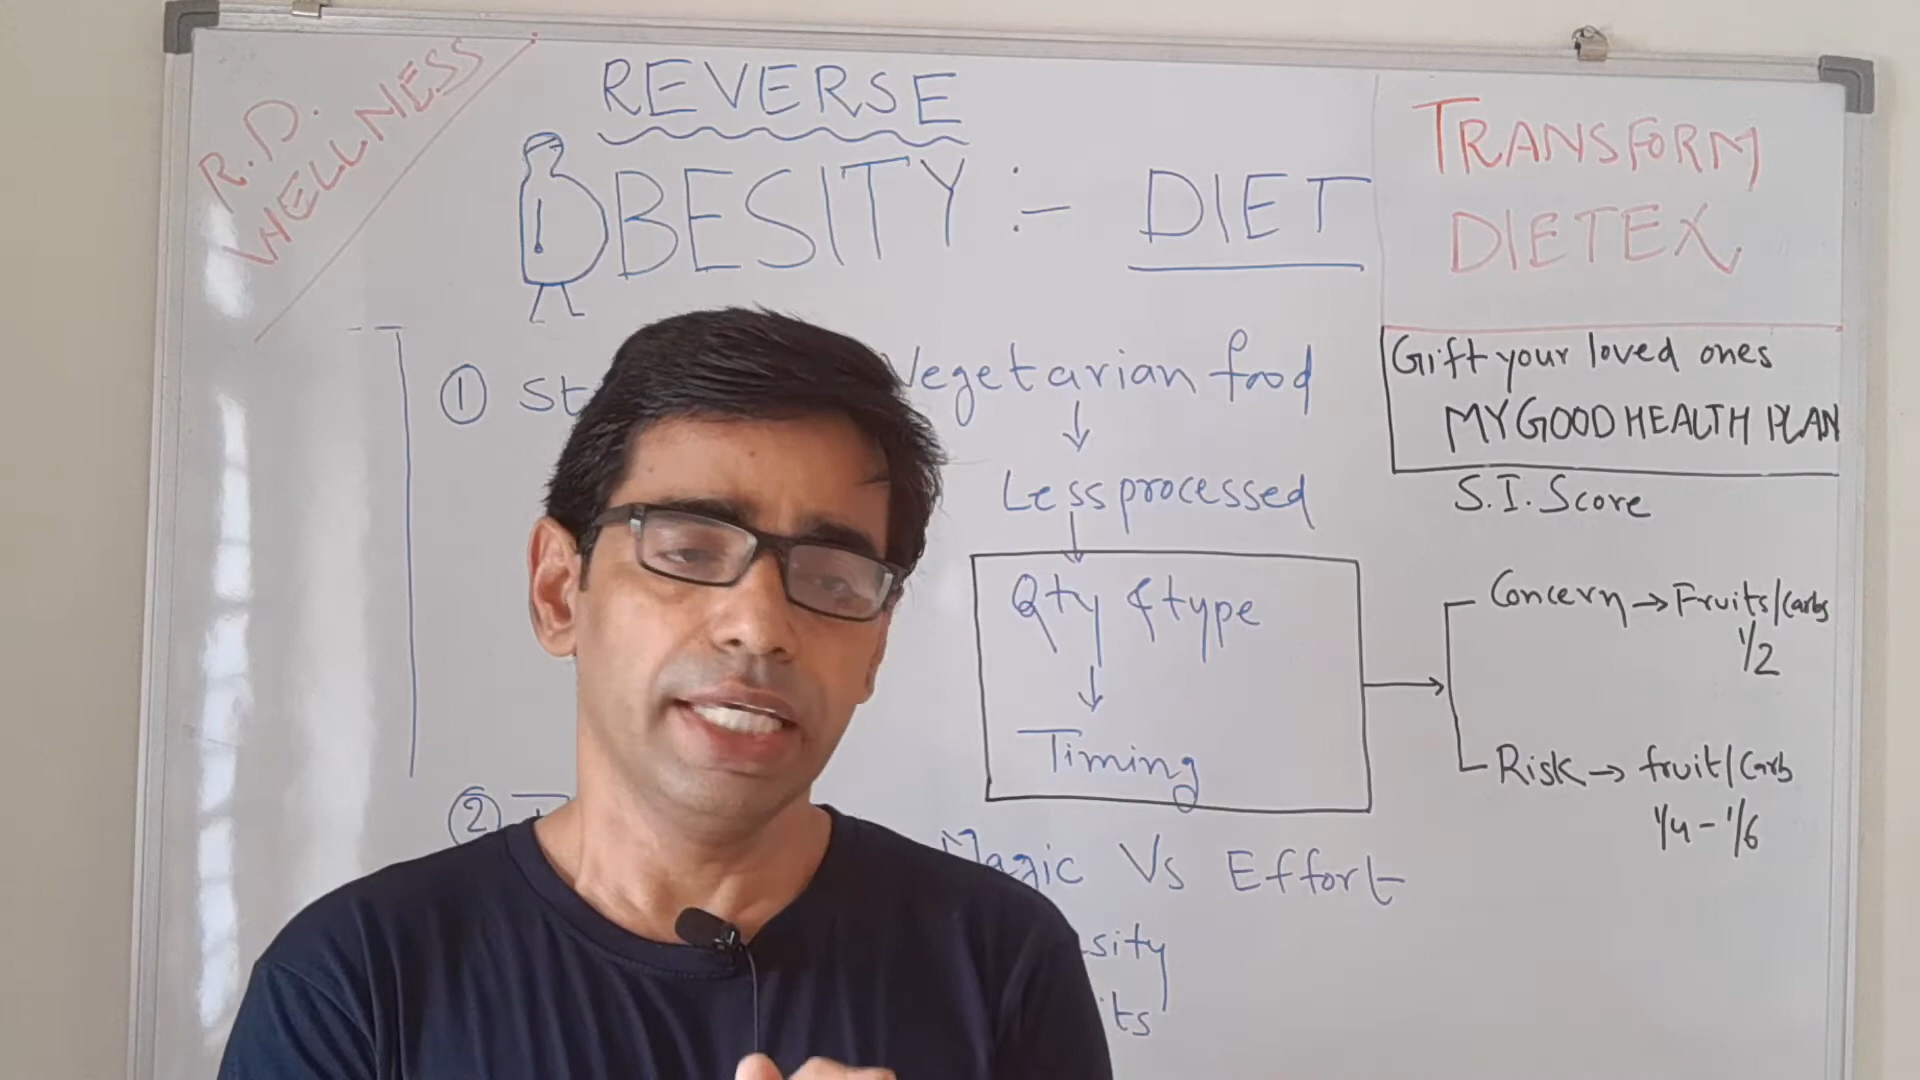 R.D.
WELLNESS
REVERSE
OBESITY :- DIET
TRANSFORM
DIETEX
Gift your loved ones
MY GOOD HEALTH PLAN
S.I. Score
① Vegetarian food
↓
Less processed
↓
Qty & type
↓
Timing
Concern → Fruits/Carbs
1/2
Risk → fruit/Carb
1/4 - 1/6
② Magic Vs Effort